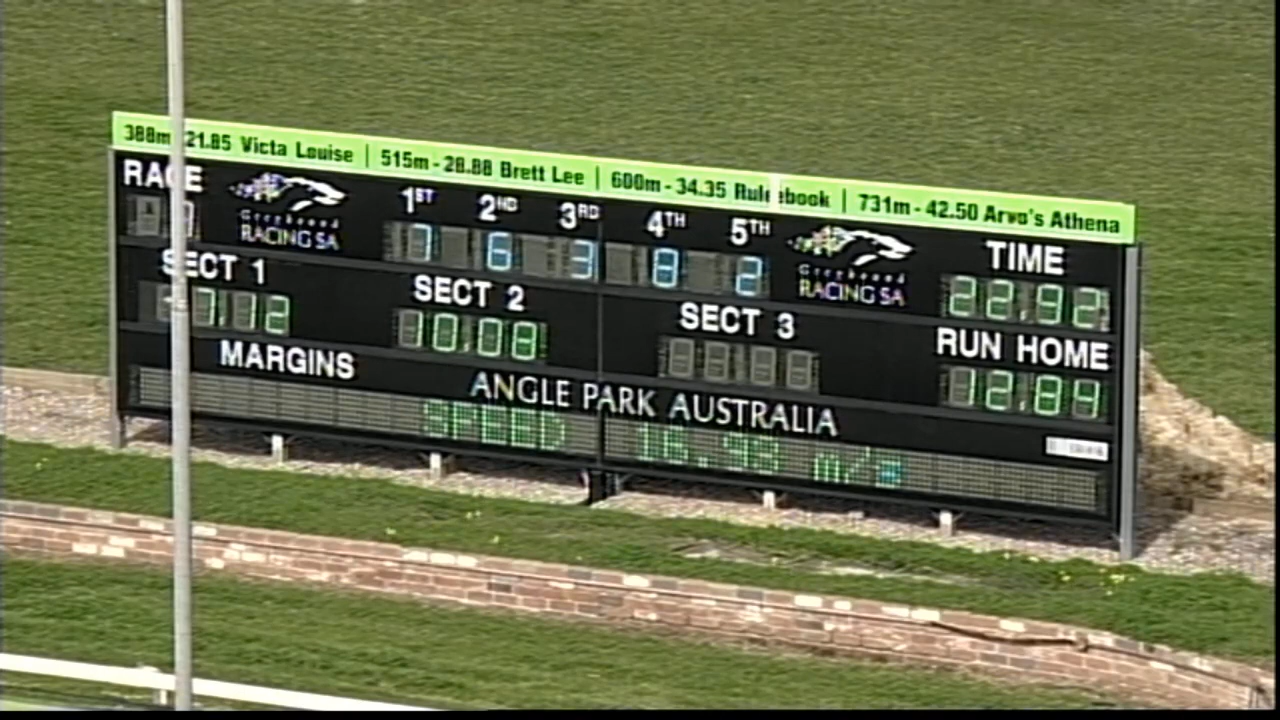 388m 21.85 Victa Louise | 515m - 28.88 Brett Lee | 600m - 34.35 Rulebook | 731m - 42.50 Arvo's Athena
RACE
Greyhound
RACING SA
1ST 2ND 3RD 4TH 5TH
7 6 3 8 2
Greyhound
RACING SA
TIME
22.92
SECT 1
SECT 2
10.08
SECT 3
RUN HOME
12.84
MARGINS
ANGLE PARK AUSTRALIA
SPEED 16.93 m/s